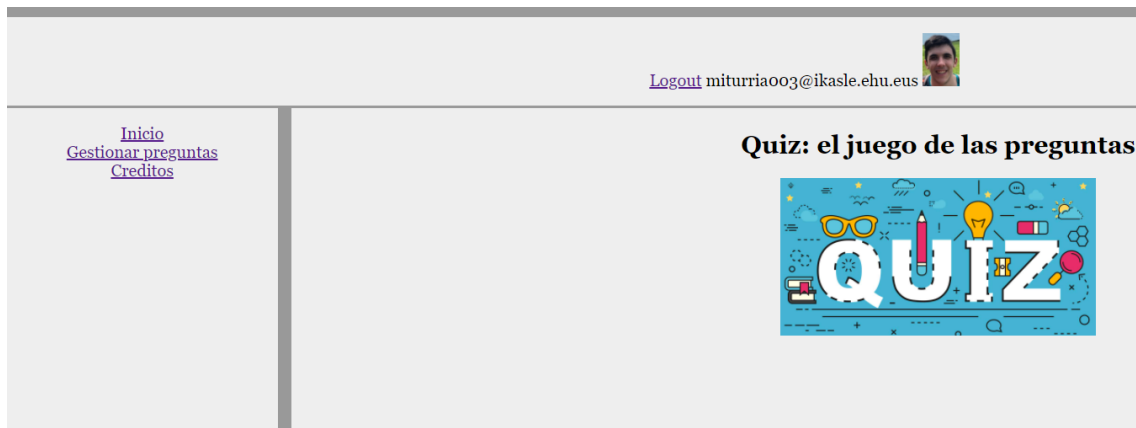 Logout miturria003@ikasle.ehu.eus
Inicio
Gestionar preguntas
Creditos
Quiz: el juego de las preguntas
QUIZ